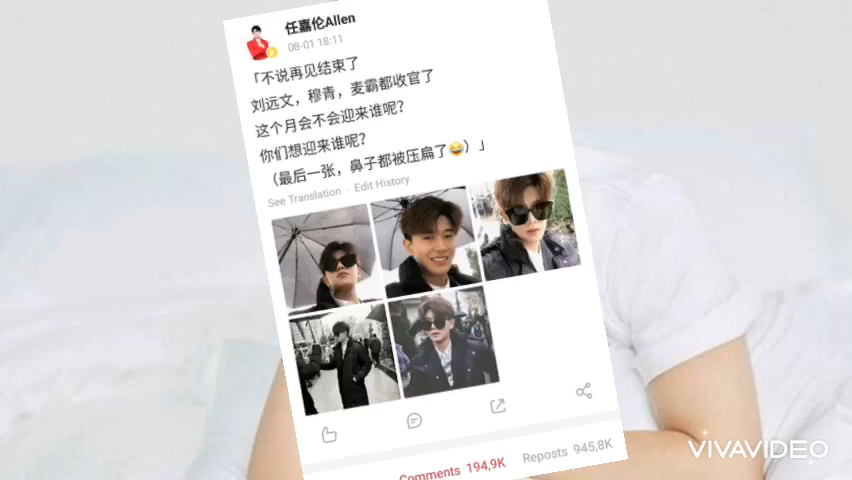 任嘉伦Allen
08-01 18:11
「不说再见结束了
刘远文，穆青，麦霸都收官了
这个月会不会迎来谁呢？
你们想迎来谁呢？
（最后一张，鼻子都被压扁了😂）」
See Translation · Edit History
Comments 194,9K
Reposts 945,8K
VIVAVIDEO